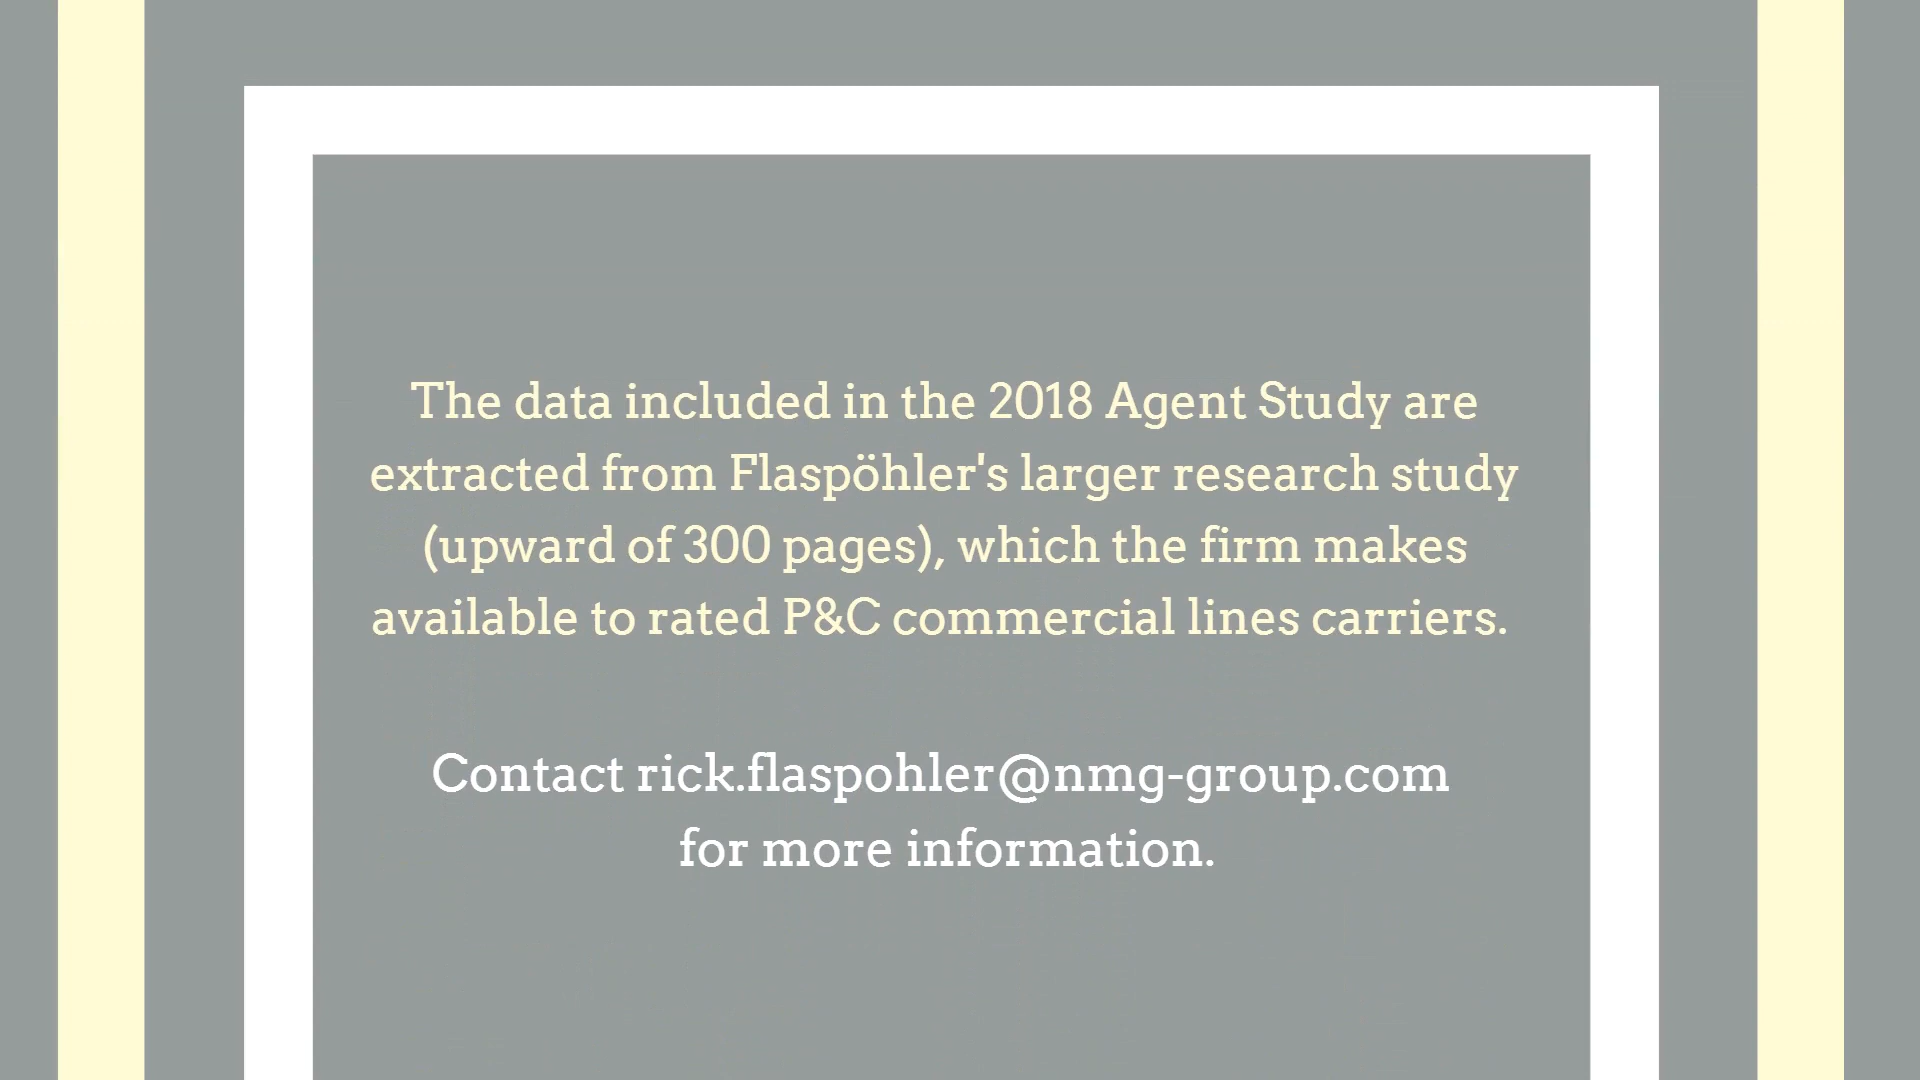 The data included in the 2018 Agent Study are
extracted from Flaspöhler's larger research study
(upward of 300 pages), which the firm makes
available to rated P&C commercial lines carriers.
Contact rick.flaspohler@nmg-group.com
for more information.